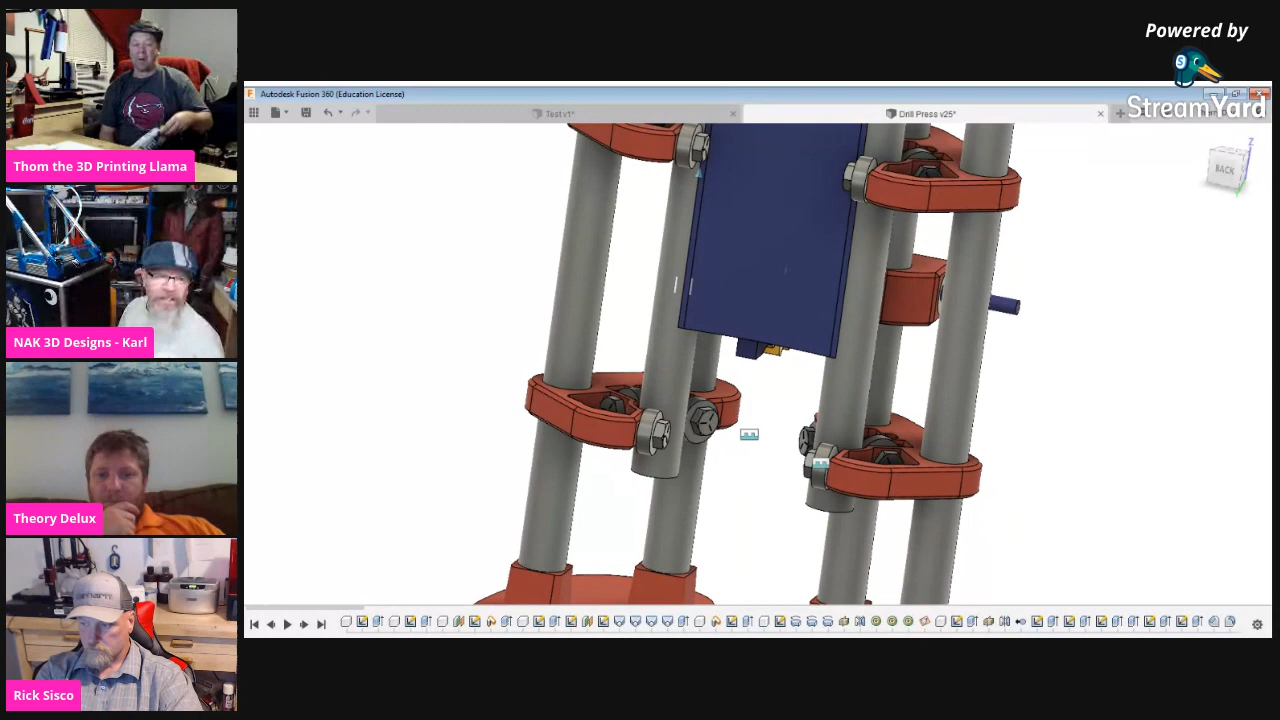 Powered by
StreamYard
Thom the 3D Printing Llama
NAK 3D Designs - Karl
Theory Delux
Rick Sisco
Autodesk Fusion 360 (Education License)
Test v1*
Drill Press v25*
BACK
Z